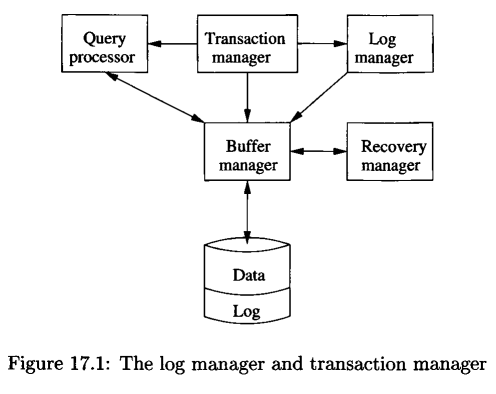 Query
processor
Transaction
manager
Log
manager
Buffer
manager
Recovery
manager
Data
Log
Figure 17.1: The log manager and transaction manager